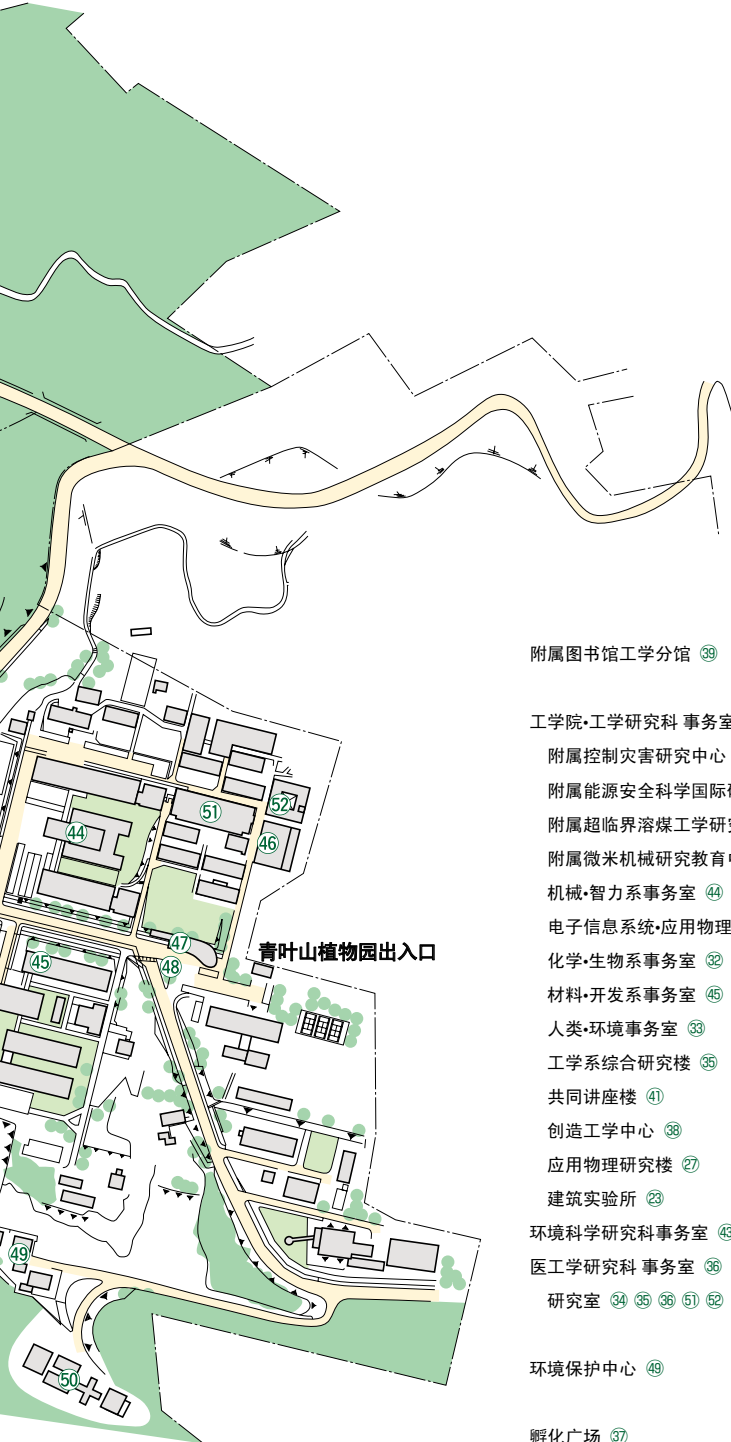 附属图书馆工学分馆 ㊴
工学院・工学研究科 事务室
附属控制灾害研究中心
附属能源安全科学国际
附属超临界溶煤工学研
附属微米机械研究教育
机械・智力系事务室 ㊹
电子信息系统・应用物理
化学・生物系事务室 ㉜
材料・开发系事务室 ㊺
人类・环境事务室 ㉝
工学系综合研究楼 ㉟
共同讲座楼 ㊶
创造工学中心 ㊳
应用物理研究楼 ㉗
建筑实验所 ㉓
环境科学研究科事务室 ㊸
医工学研究科 事务室 ㊱
研究室 ㉞ ㉟ ㊱ 51 52
环境保护中心 ㊾
孵化广场 ㊲
51
52
㊹
㊻
㊼
青叶山植物园出入口
㊺
㊽
㊾
㊿